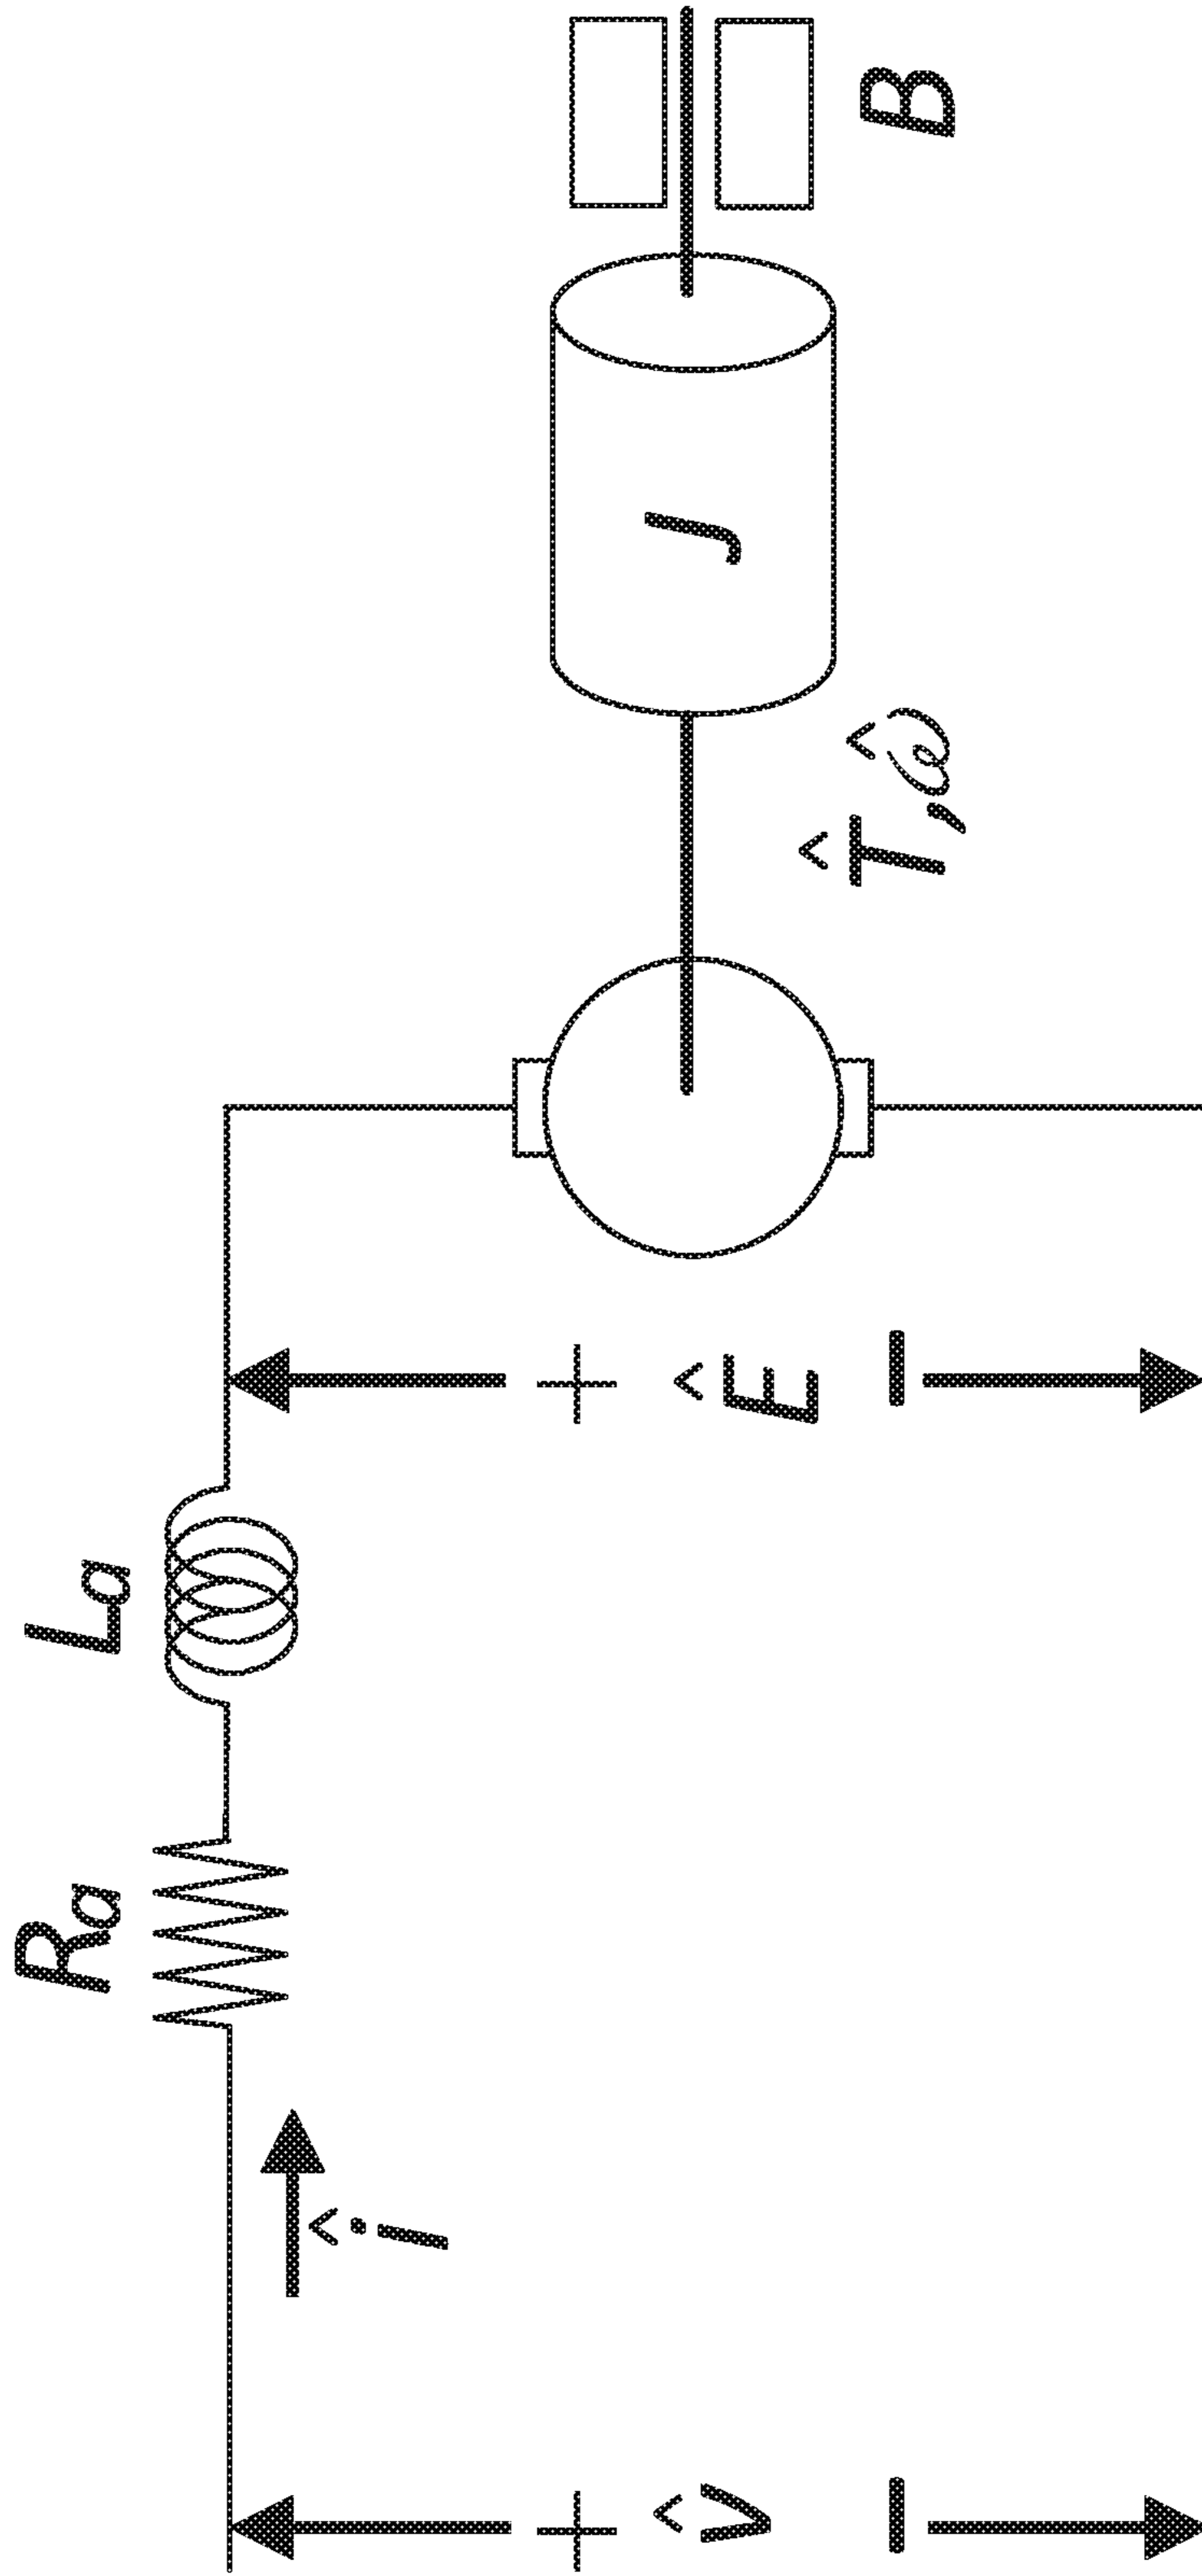 Ra
La
î
+
V̂
−
+
Ê
−
T̂, ω̂
J
B